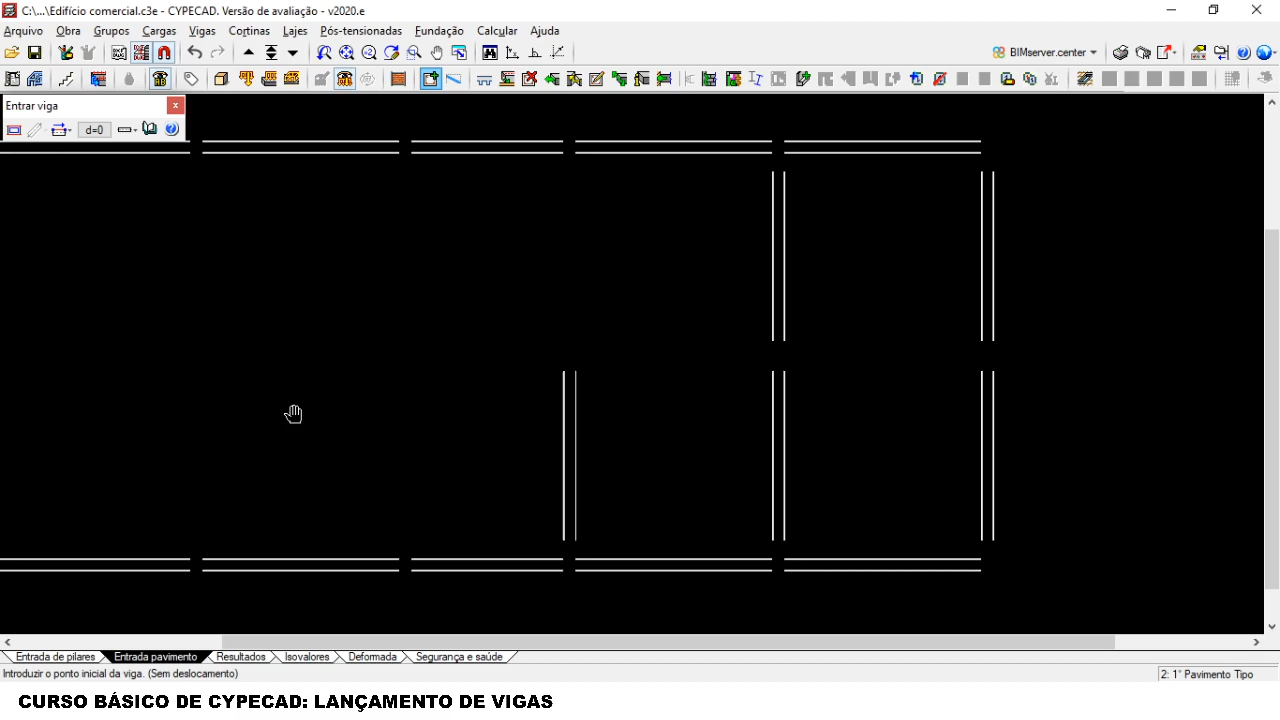 C:\...\Edifício comercial.c3e - CYPECAD. Versão de avaliação - v2020.e
Arquivo Obra Grupos Cargas Vigas Cortinas Lajes Pós-tensionadas Fundação Calcular Ajuda
BIMserver.center
Entrar viga
d=0
Entrada de pilares Entrada pavimento Resultados Isovalores Deformada Segurança e saúde
Introduzir o ponto inicial da viga. (Sem deslocamento) 2: 1° Pavimento Tipo
CURSO BÁSICO DE CYPECAD: LANÇAMENTO DE VIGAS